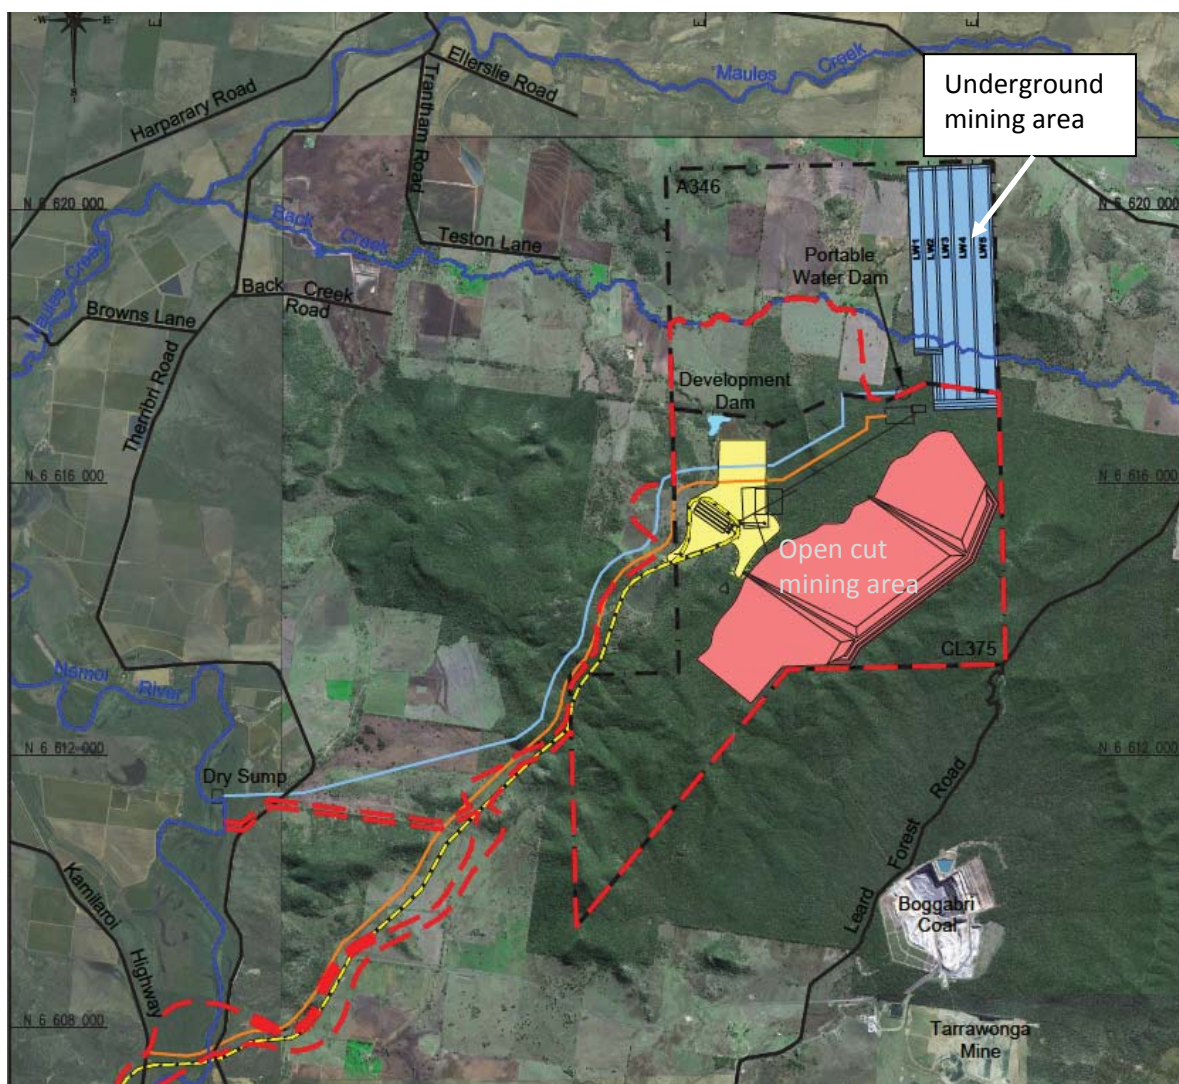 W
E
S
E
E
E
Ellerslie Road
Maules Creek
Underground
mining area
Harparary Road
Trantham Road
A346
N 6 620 000
6 620 000
Back Creek
Teston Lane
LW1
LW2
LW3
LW4
LW5
Portable
Water Dam
Maules Creek
Back Creek
Road
Browns Lane
Therribri Road
Development
Dam
N 6 616 000
N 6 616 000
Open cut
mining area
CL375
Namoi
River
N 6 612 000
N 6 612 000
Dry Sump
Leard Forest Road
Kamilaroi
Highway
Boggabri
Coal
N 6 608 000
Tarrawonga
Mine